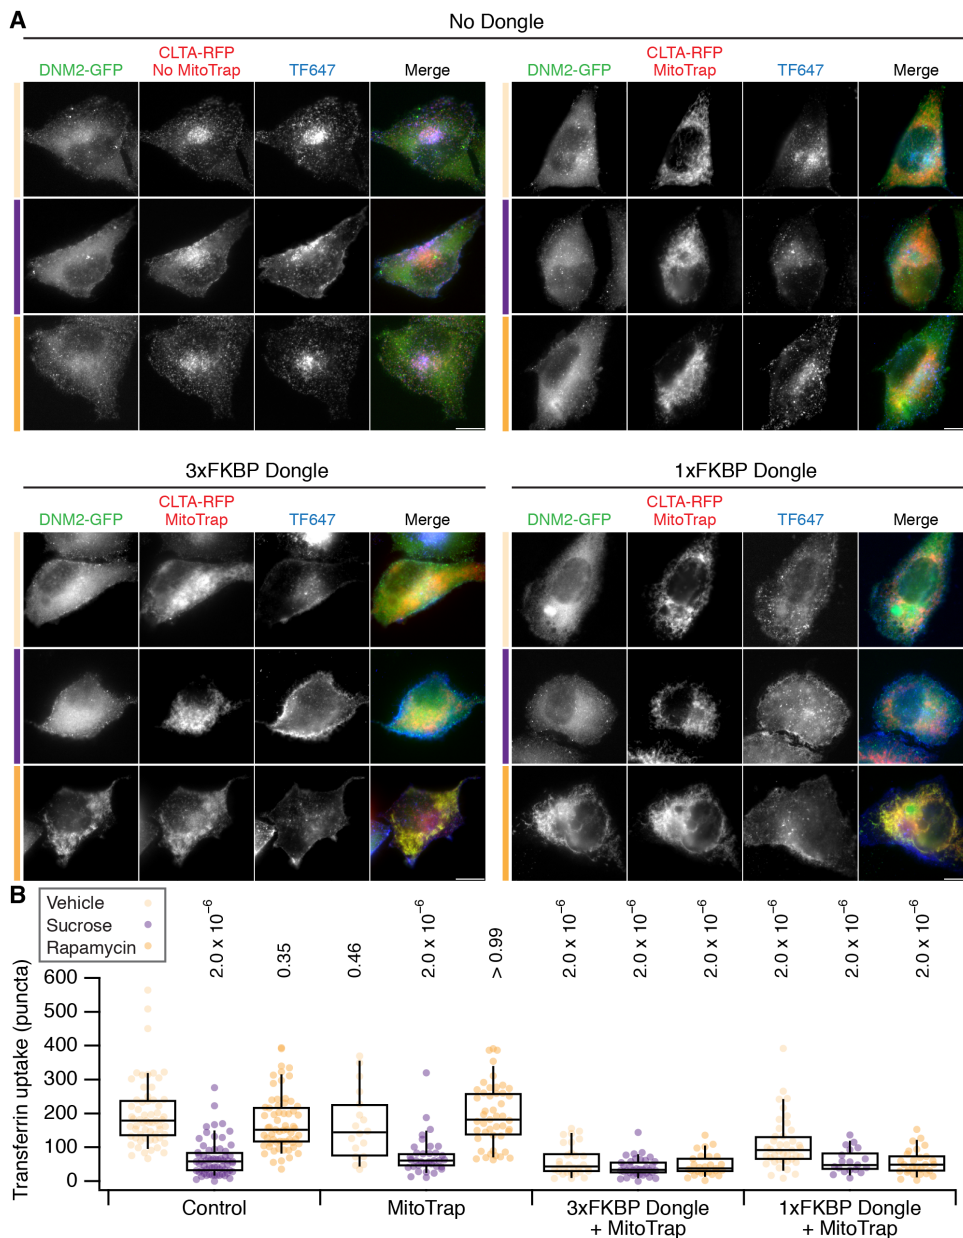 A
No Dongle
DNM2-GFP
CLTA-RFP
No MitoTrap
TF647
Merge
DNM2-GFP
CLTA-RFP
MitoTrap
TF647
Merge
3xFKBP Dongle
DNM2-GFP
CLTA-RFP
MitoTrap
TF647
Merge
1xFKBP Dongle
DNM2-GFP
CLTA-RFP
MitoTrap
TF647
Merge
B
Vehicle
Sucrose
Rapamycin
2.0 x 10⁻⁶
0.35
0.46
2.0 x 10⁻⁶
> 0.99
2.0 x 10⁻⁶
2.0 x 10⁻⁶
2.0 x 10⁻⁶
2.0 x 10⁻⁶
2.0 x 10⁻⁶
2.0 x 10⁻⁶
Transferrin uptake (puncta)
600
500
400
300
200
100
0
Control
MitoTrap
3xFKBP Dongle
+ MitoTrap
1xFKBP Dongle
+ MitoTrap